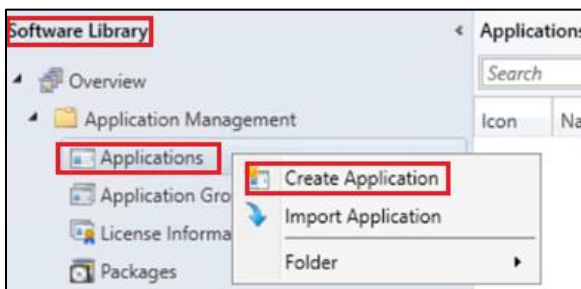 Software Library
Applications
Overview
Search
Application Management
Icon
Applications
Create Application
Application Gro
Import Application
License Informa
Folder
Packages